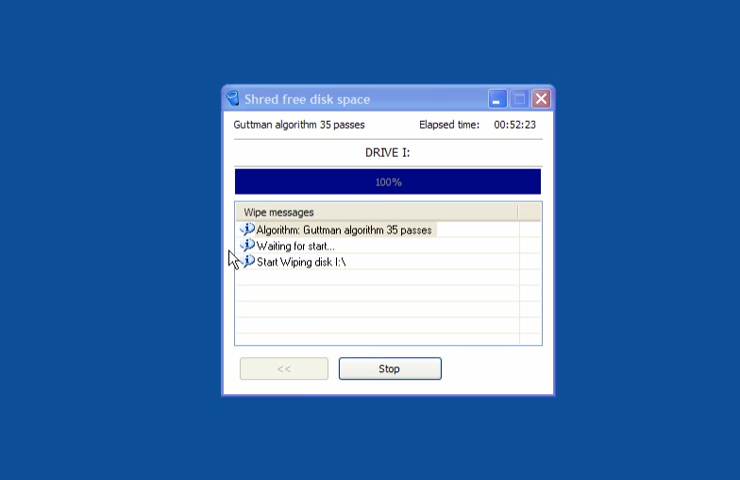 Shred free disk space
Guttman algorithm 35 passes Elapsed time: 00:52:23
DRIVE I:
100%
Wipe messages
Algorithm: Guttman algorithm 35 passes
Waiting for start...
Start Wiping disk I:\
<< Stop